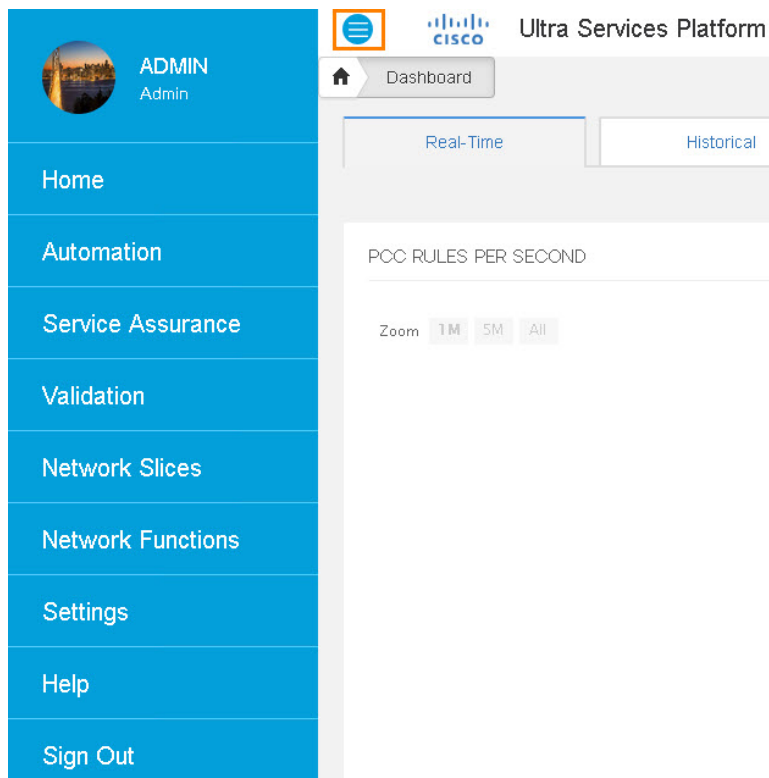 ADMIN
Admin
Home
Automation
Service Assurance
Validation
Network Slices
Network Functions
Settings
Help
Sign Out
CISCO Ultra Services Platform
Dashboard
Real-Time Historical
PCC RULES PER SECOND
Zoom 1M 5M All